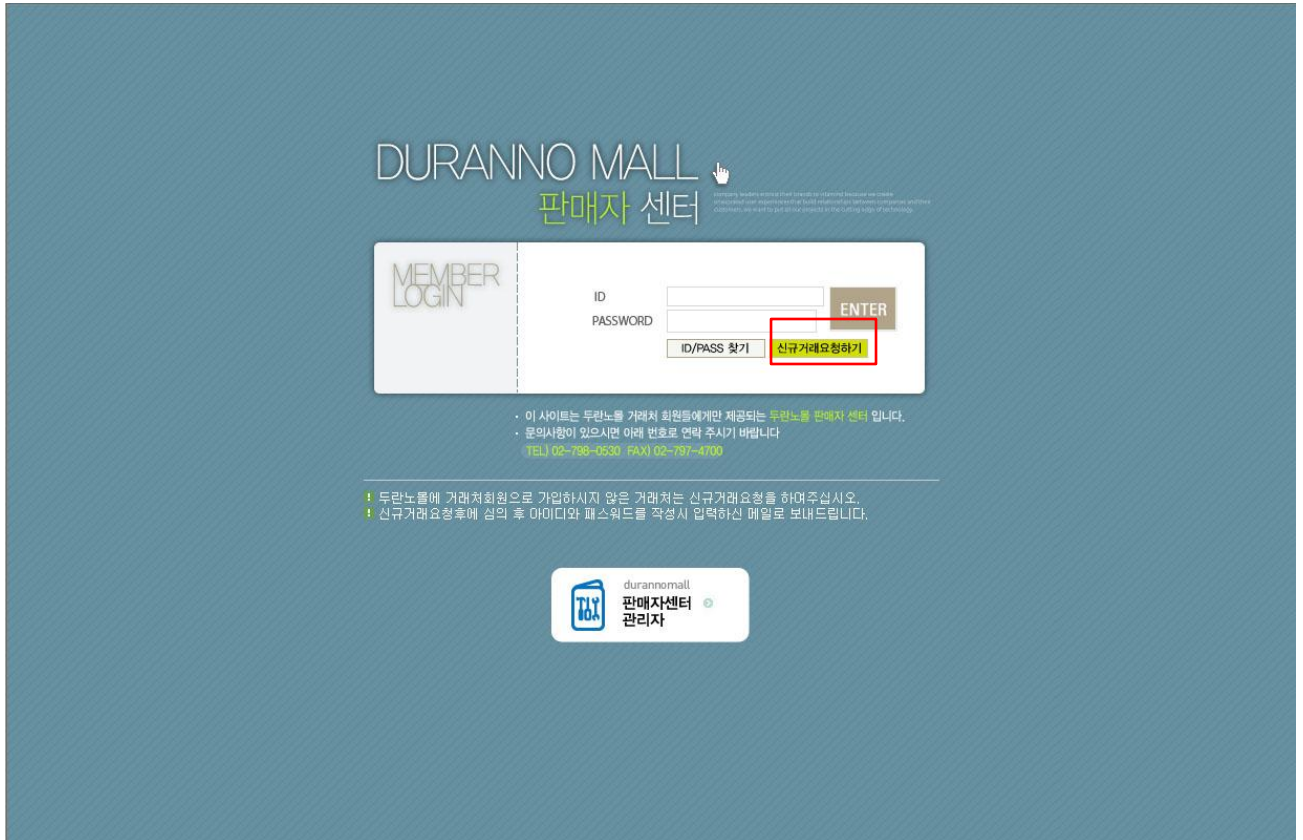 DURANNO MALL
판매자 센터
MEMBER
LOGIN
ID
PASSWORD
ENTER
ID/PASS 찾기
신규거래요청하기
· 이 사이트는 두란노몰 거래처 회원들에게만 제공되는 두란노몰 판매자 센터 입니다.
· 문의사항이 있으시면 아래 번호로 연락 주시기 바랍니다
TEL) 02-798-0530 FAX) 02-797-4700
! 두란노몰에 거래처회원으로 가입하시지 않은 거래처는 신규거래요청을 하여주십시오.
! 신규거래요청후에 심의 후 아이디와 패스워드를 작성시 입력하신 메일로 보내드립니다.
durannomall
판매자센터
관리자